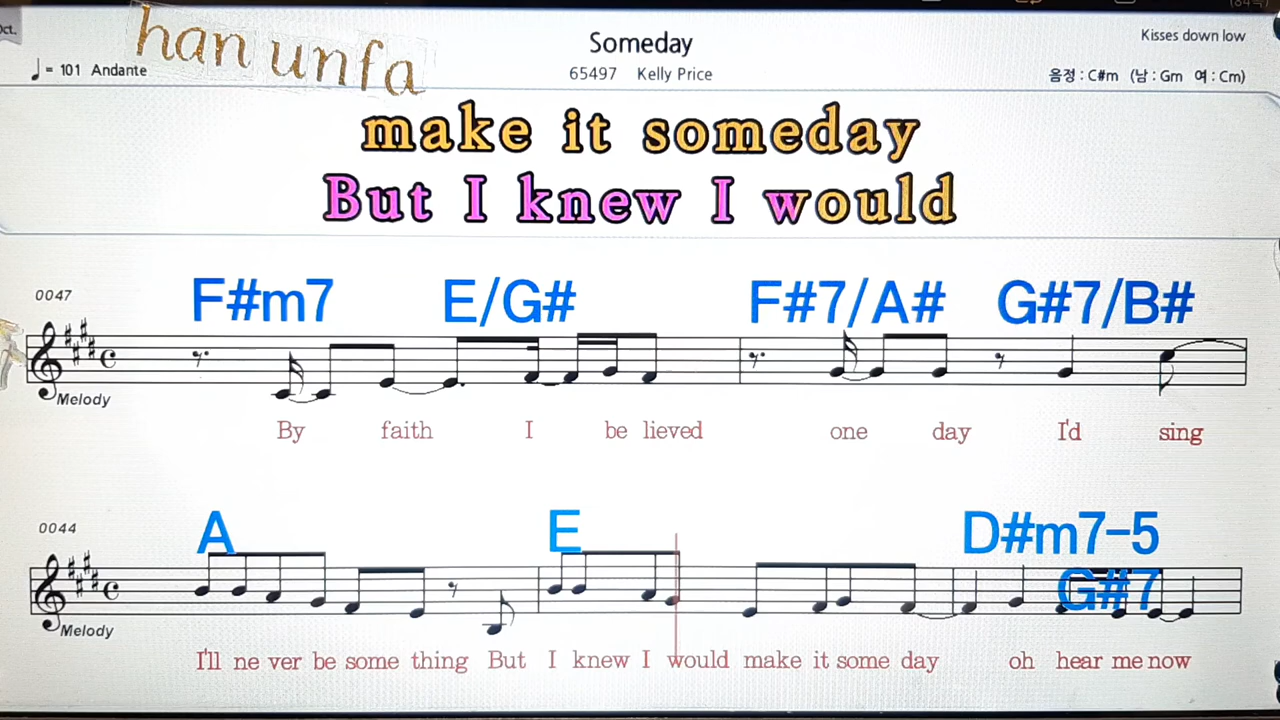 Oct.
han unfa
Someday
Kisses down low
♩= 101 Andante
65497 Kelly Price
음정 : C#m (남 : Gm 여 : Cm)
make it someday
But I knew I would
0047
F#m7 E/G# F#7/A# G#7/B#
Melody
By faith I be lieved one day I'd sing
0044
A E D#m7-5
G#7
Melody
I'll ne ver be some thing But I knew I would make it some day oh hear me now